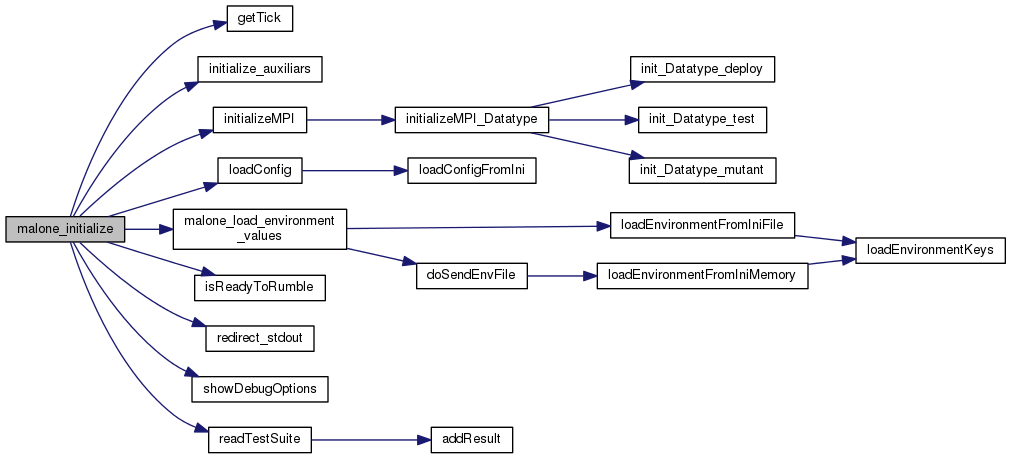 getTick
initialize_auxiliars
init_Datatype_deploy
initializeMPI
initializeMPI_Datatype
init_Datatype_test
loadConfig
loadConfigFromIni
init_Datatype_mutant
malone_initialize
malone_load_environment
_values
loadEnvironmentFromIniFile
loadEnvironmentKeys
doSendEnvFile
loadEnvironmentFromIniMemory
isReadyToRumble
redirect_stdout
showDebugOptions
readTestSuite
addResult